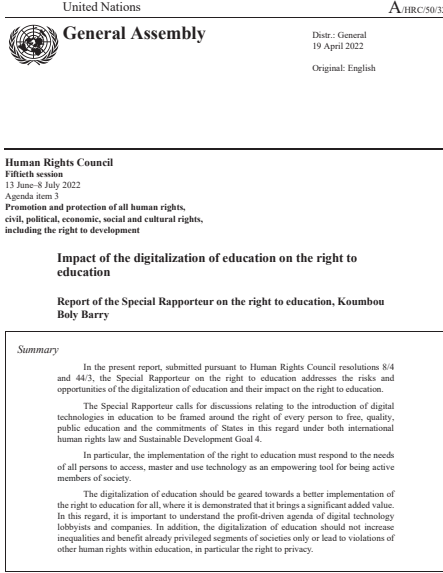 United Nations
A/HRC/50/32
General Assembly
Distr.: General
19 April 2022
Original: English
Human Rights Council
Fiftieth session
13 June–8 July 2022
Agenda item 3
Promotion and protection of all human rights,
civil, political, economic, social and cultural rights,
including the right to development
Impact of the digitalization of education on the right to
education
Report of the Special Rapporteur on the right to education, Koumbou
Boly Barry
Summary
In the present report, submitted pursuant to Human Rights Council resolutions 8/4
and 44/3, the Special Rapporteur on the right to education addresses the risks and
opportunities of the digitalization of education and their impact on the right to education.
The Special Rapporteur calls for discussions relating to the introduction of digital
technologies in education to be framed around the right of every person to free, quality,
public education and the commitments of States in this regard under both international
human rights law and Sustainable Development Goal 4.
In particular, the implementation of the right to education must respond to the needs
of all persons to access, master and use technology as an empowering tool for being active
members of society.
The digitalization of education should be geared towards a better implementation of
the right to education for all, where it is demonstrated that it brings a significant added value.
In this regard, it is important to understand the profit-driven agenda of digital technology
lobbyists and companies. In addition, the digitalization of education should not increase
inequalities and benefit already privileged segments of societies only or lead to violations of
other human rights within education, in particular the right to privacy.